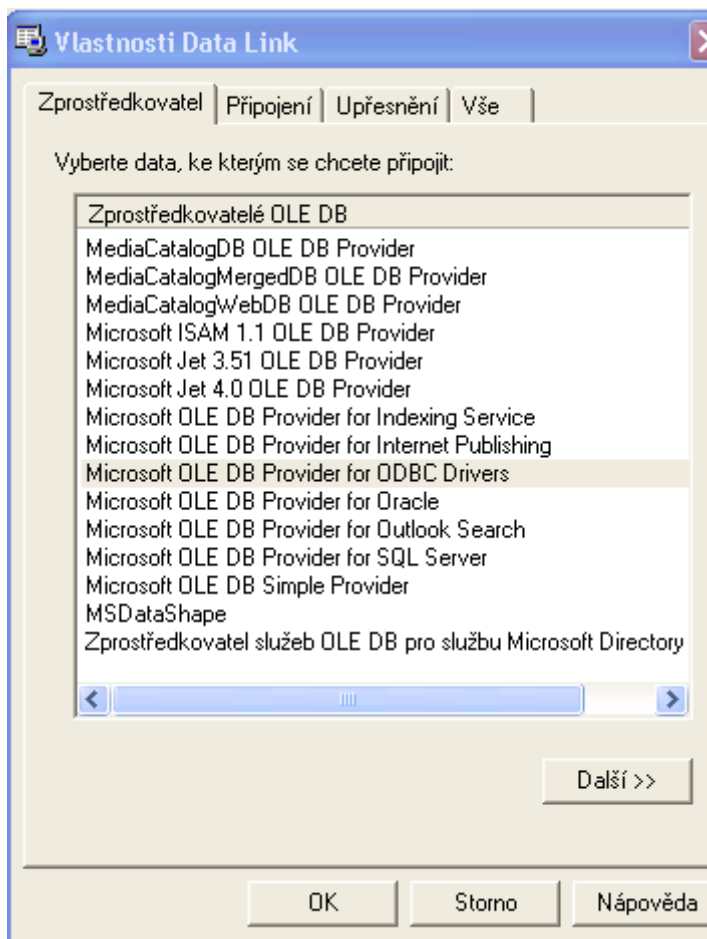 Vlastnosti Data Link
Zprostředkovatel Připojení Upřesnění Vše
Vyberte data, ke kterým se chcete připojit:
Zprostředkovatelé OLE DB
MediaCatalogDB OLE DB Provider
MediaCatalogMergedDB OLE DB Provider
MediaCatalogWebDB OLE DB Provider
Microsoft ISAM 1.1 OLE DB Provider
Microsoft Jet 3.51 OLE DB Provider
Microsoft Jet 4.0 OLE DB Provider
Microsoft OLE DB Provider for Indexing Service
Microsoft OLE DB Provider for Internet Publishing
Microsoft OLE DB Provider for ODBC Drivers
Microsoft OLE DB Provider for Oracle
Microsoft OLE DB Provider for Outlook Search
Microsoft OLE DB Provider for SQL Server
Microsoft OLE DB Simple Provider
MSDataShape
Zprostředkovatel služeb OLE DB pro službu Microsoft Directory
Další >>
OK Storno Nápověda